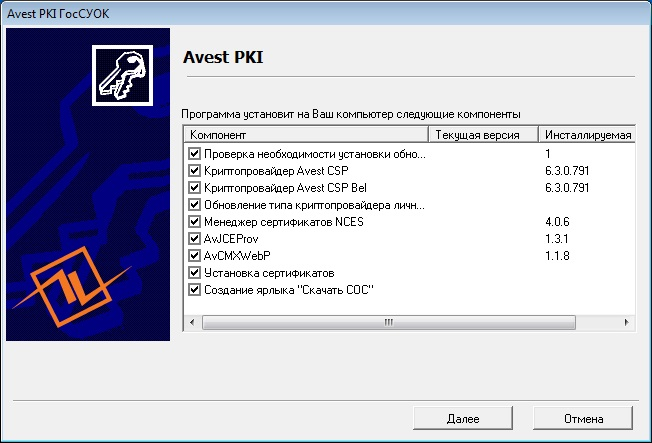 Avest PKI ГосСУОК
Avest PKI
Программа установит на Ваш компьютер следующие компоненты
Компонент Текущая версия Инсталлируемая
Проверка необходимости установки обно... 1
Криптопровайдер Avest CSP 6.3.0.791
Криптопровайдер Avest CSP Bel 6.3.0.791
Обновление типа криптопровайдера личн...
Менеджер сертификатов NCES 4.0.6
AvJCEProv 1.3.1
AvCMXWebP 1.1.8
Установка сертификатов
Создание ярлыка "Скачать СОС"
Далее Отмена